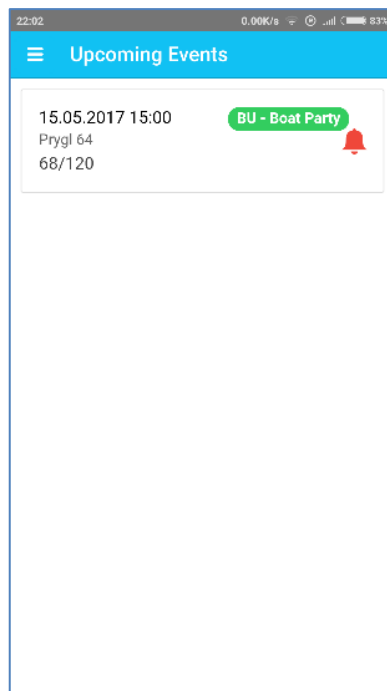 22:02 0.00K/s 83%
Upcoming Events
15.05.2017 15:00 BU - Boat Party
Prygl 64
68/120